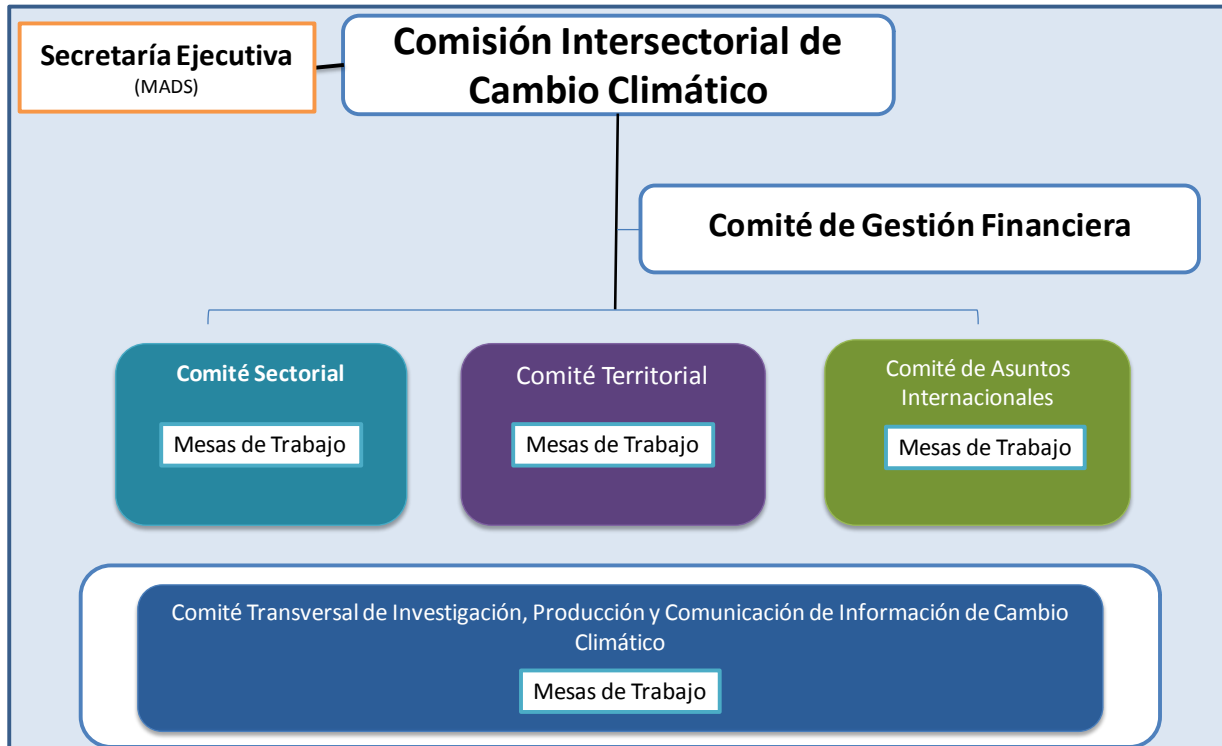 Secretaría Ejecutiva
(MADS)
Comisión Intersectorial de
Cambio Climático
Comité de Gestión Financiera
Comité Sectorial
Mesas de Trabajo
Comité Territorial
Mesas de Trabajo
Comité de Asuntos
Internacionales
Mesas de Trabajo
Comité Transversal de Investigación, Producción y Comunicación de Información de Cambio
Climático
Mesas de Trabajo